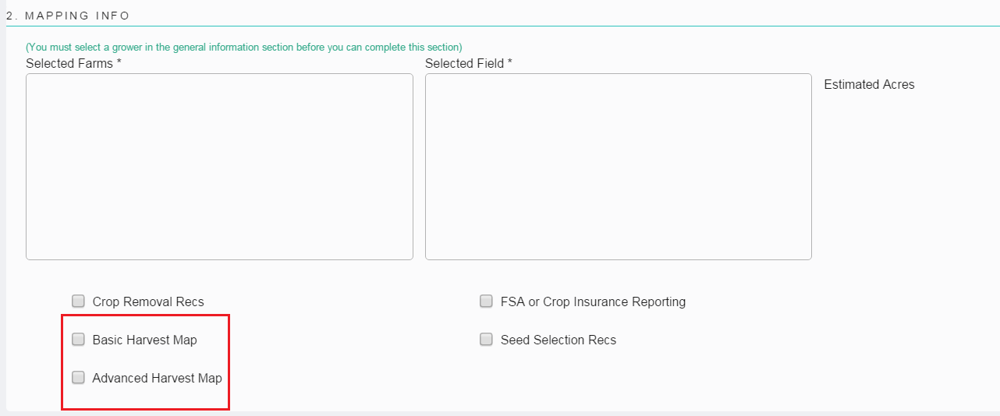 2. MAPPING INFO
(You must select a grower in the general information section before you can complete this section)
Selected Farms * Selected Field *
Estimated Acres
Crop Removal Recs FSA or Crop Insurance Reporting
Basic Harvest Map Seed Selection Recs
Advanced Harvest Map